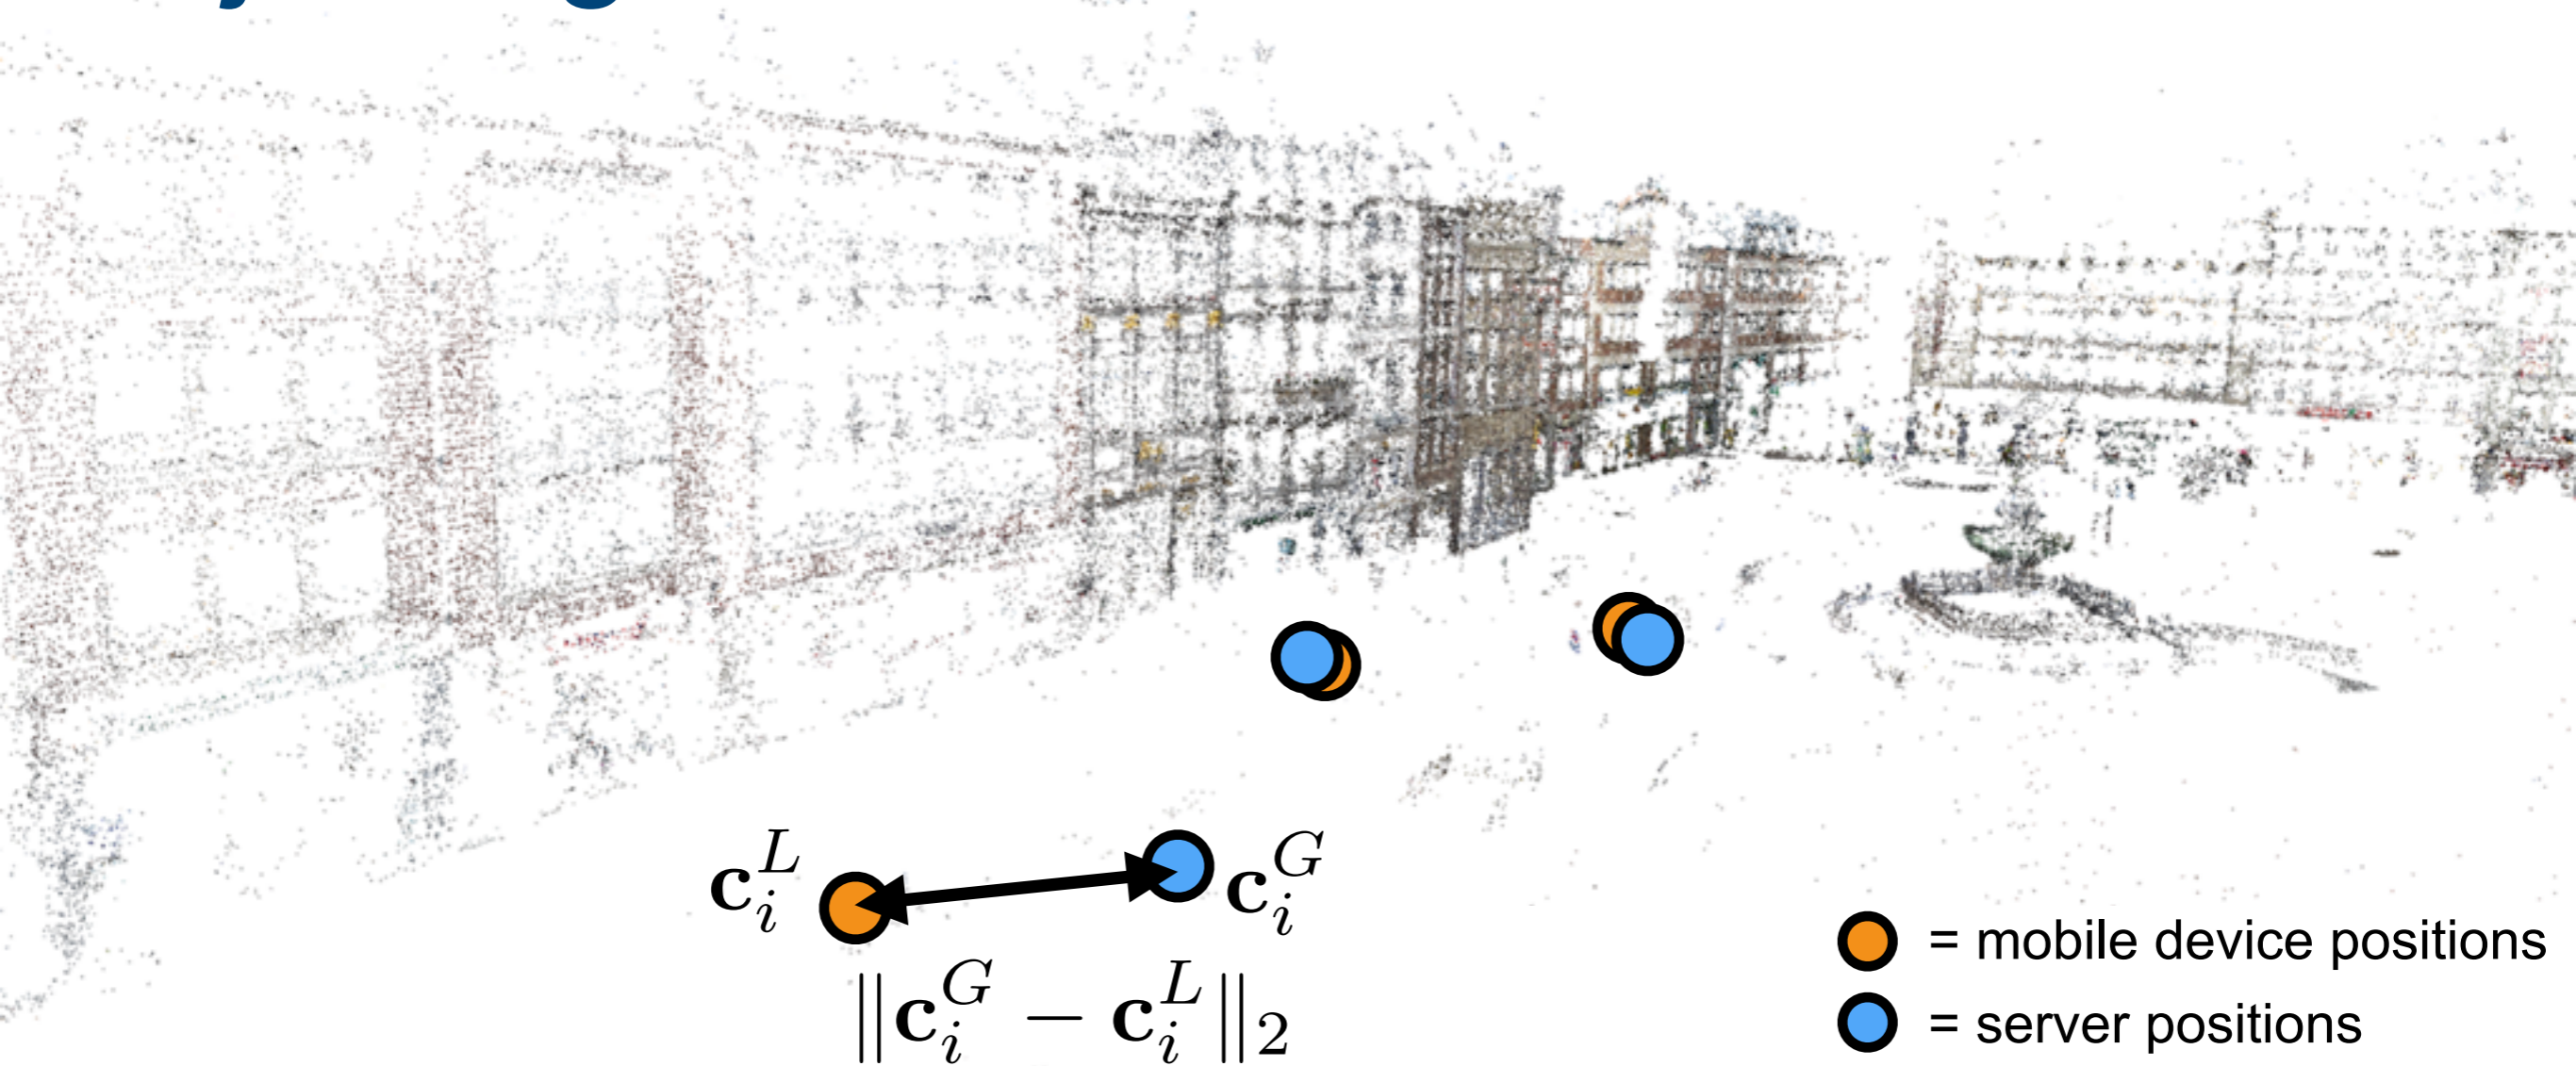 c_i^L
c_i^G
‖c_i^G − c_i^L‖_2
= mobile device positions
= server positions